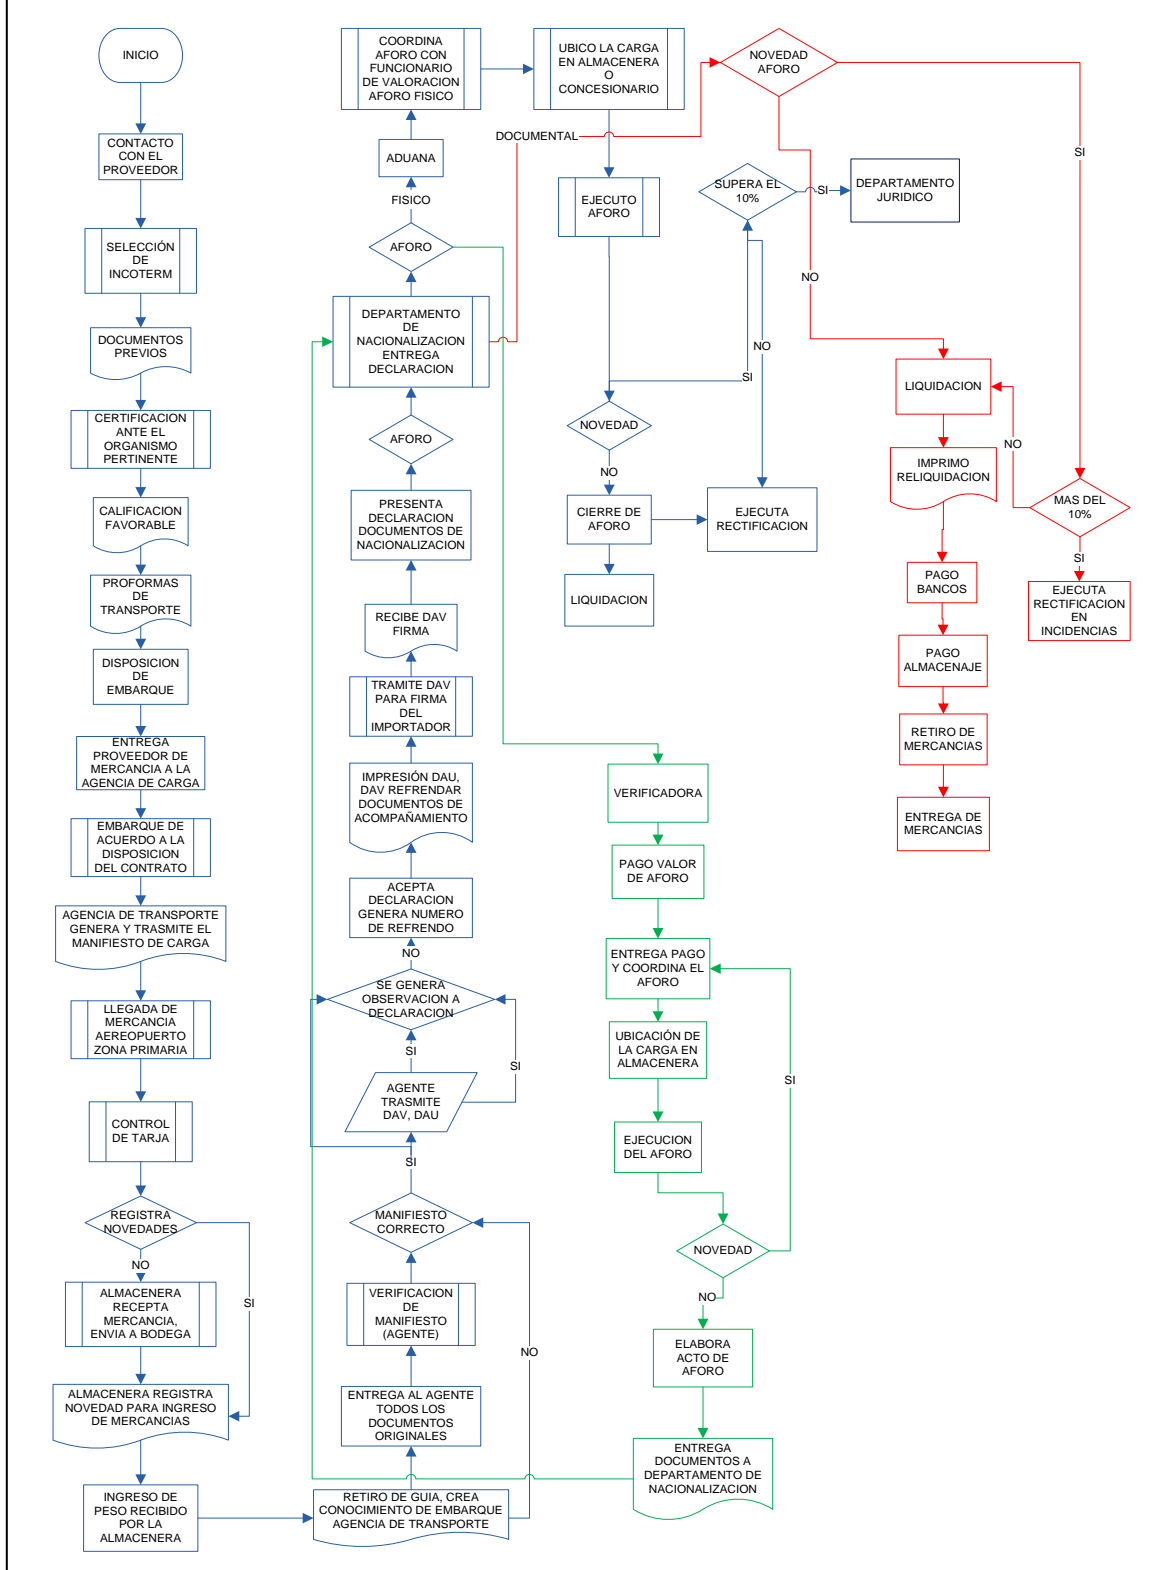 INICIO
CONTACTO
CON EL
PROVEEDOR
SELECCIÓN
DE
INCOTERM
DOCUMENTOS
PREVIOS
CERTIFICACION
ANTE EL
ORGANISMO
PERTINENTE
CALIFICACION
FAVORABLE
PROFORMAS
DE
TRANSPORTE
DISPOSICION
DE
EMBARQUE
ENTREGA
PROVEEDOR DE
MERCANCIA A LA
AGENCIA DE CARGA
EMBARQUE DE
ACUERDO A LA
DISPOSICION
DEL CONTRATO
AGENCIA DE TRANSPORTE
GENERA Y TRASMITE EL
MANIFIESTO DE CARGA
LLEGADA DE
MERCANCIA
AEREOPUERTO
ZONA PRIMARIA
CONTROL
DE TARJA
REGISTRA
NOVEDADES
NO
SI
ALMACENERA
RECEPTA
MERCANCIA,
ENVIA A BODEGA
ALMACENERA REGISTRA
NOVEDAD PARA INGRESO
DE MERCANCIAS
INGRESO DE
PESO RECIBIDO
POR LA
ALMACENERA
COORDINA
AFORO CON
FUNCIONARIO
DE VALORACION
AFORO FISICO
ADUANA
FISICO
AFORO
DEPARTAMENTO
DE
NACIONALIZACION
ENTREGA
DECLARACION
AFORO
PRESENTA
DECLARACION
DOCUMENTOS DE
NACIONALIZACION
RECIBE DAV
FIRMA
TRAMITE DAV
PARA FIRMA
DEL
IMPORTADOR
IMPRESIÓN DAU,
DAV REFRENDAR
DOCUMENTOS DE
ACOMPAÑAMIENTO
ACEPTA
DECLARACION
GENERA NUMERO
DE REFRENDO
NO
SE GENERA
OBSERVACION A
DECLARACION
SI
SI
AGENTE
TRASMITE
DAV, DAU
SI
MANIFIESTO
CORRECTO
VERIFICACION
DE
MANIFIESTO
(AGENTE)
NO
ENTREGA AL AGENTE
TODOS LOS
DOCUMENTOS
ORIGINALES
RETIRO DE GUIA, CREA
CONOCIMIENTO DE EMBARQUE
AGENCIA DE TRANSPORTE
UBICO LA CARGA
EN ALMACENERA
O
CONCESIONARIO
DOCUMENTAL
EJECUTO
AFORO
SUPERA EL
10%
SI
DEPARTAMENTO
JURIDICO
NO
SI
NOVEDAD
NO
CIERRE DE
AFORO
EJECUTA
RECTIFICACION
LIQUIDACION
VERIFICADORA
PAGO VALOR
DE AFORO
ENTREGA PAGO
Y COORDINA EL
AFORO
UBICACIÓN DE
LA CARGA EN
ALMACENERA
SI
EJECUCION
DEL AFORO
NOVEDAD
NO
ELABORA
ACTO DE
AFORO
ENTREGA
DOCUMENTOS A
DEPARTAMENTO DE
NACIONALIZACION
NOVEDAD
AFORO
SI
NO
LIQUIDACION
NO
IMPRIMO
RELIQUIDACION
MAS DEL
10%
SI
PAGO
BANCOS
EJECUTA
RECTIFICACION
EN
INCIDENCIAS
PAGO
ALMACENAJE
RETIRO DE
MERCANCIAS
ENTREGA DE
MERCANCIAS